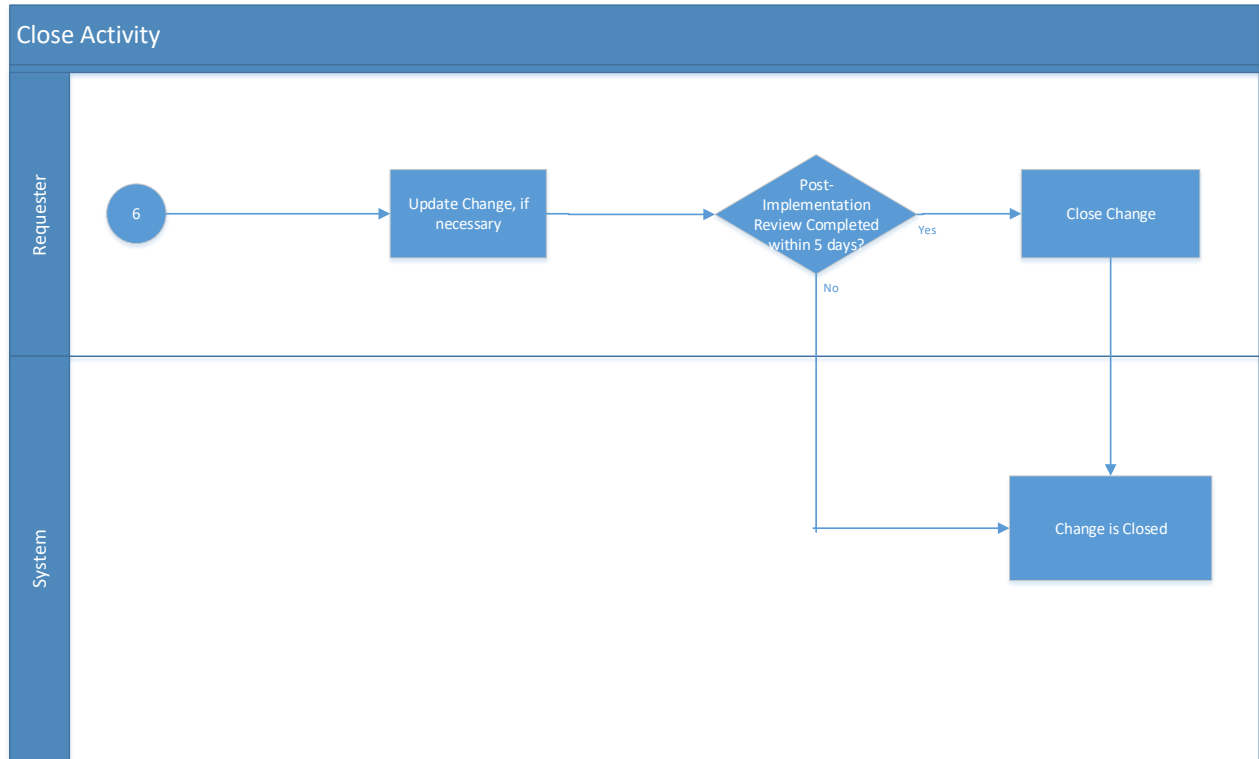 Close Activity
Requester
6
Update Change, if
necessary
Post-
Implementation
Review Completed
within 5 days?
Yes
No
Close Change
System
Change is Closed